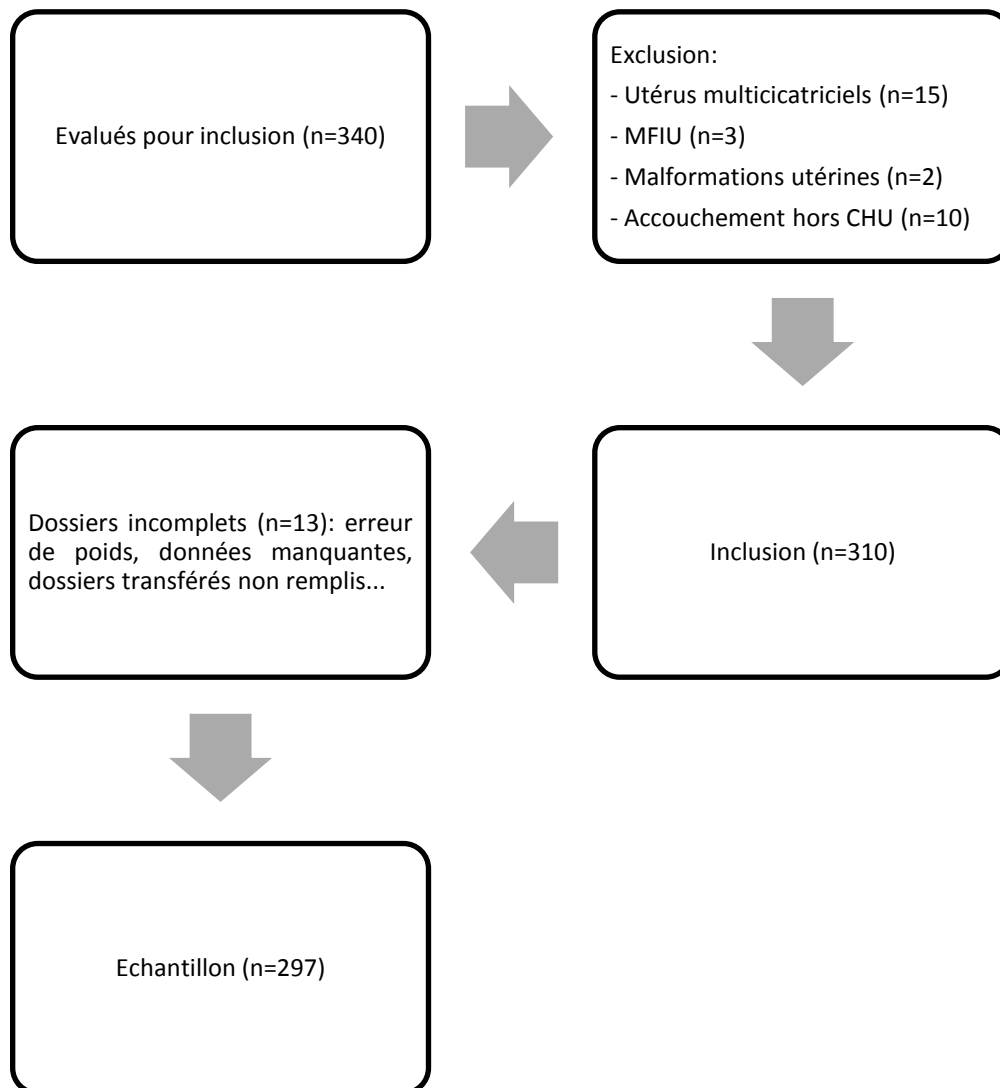 Evalués pour inclusion (n=340)
Exclusion:
- Utérus multicicatriciels (n=15)
- MFIU (n=3)
- Malformations utérines (n=2)
- Accouchement hors CHU (n=10)
Inclusion (n=310)
Dossiers incomplets (n=13): erreur
de poids, données manquantes,
dossiers transférés non remplis...
Echantillon (n=297)